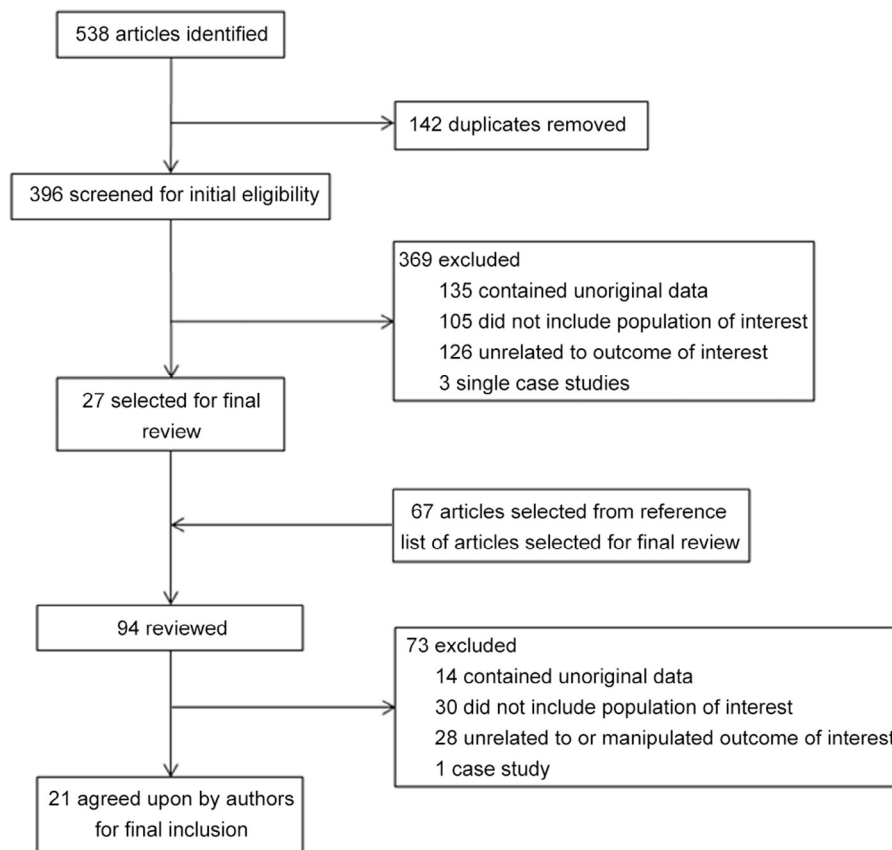 538 articles identified
142 duplicates removed
396 screened for initial eligibility
369 excluded
135 contained unoriginal data
105 did not include population of interest
126 unrelated to outcome of interest
3 single case studies
27 selected for final
review
67 articles selected from reference
list of articles selected for final review
94 reviewed
73 excluded
14 contained unoriginal data
30 did not include population of interest
28 unrelated to or manipulated outcome of interest
1 case study
21 agreed upon by authors
for final inclusion